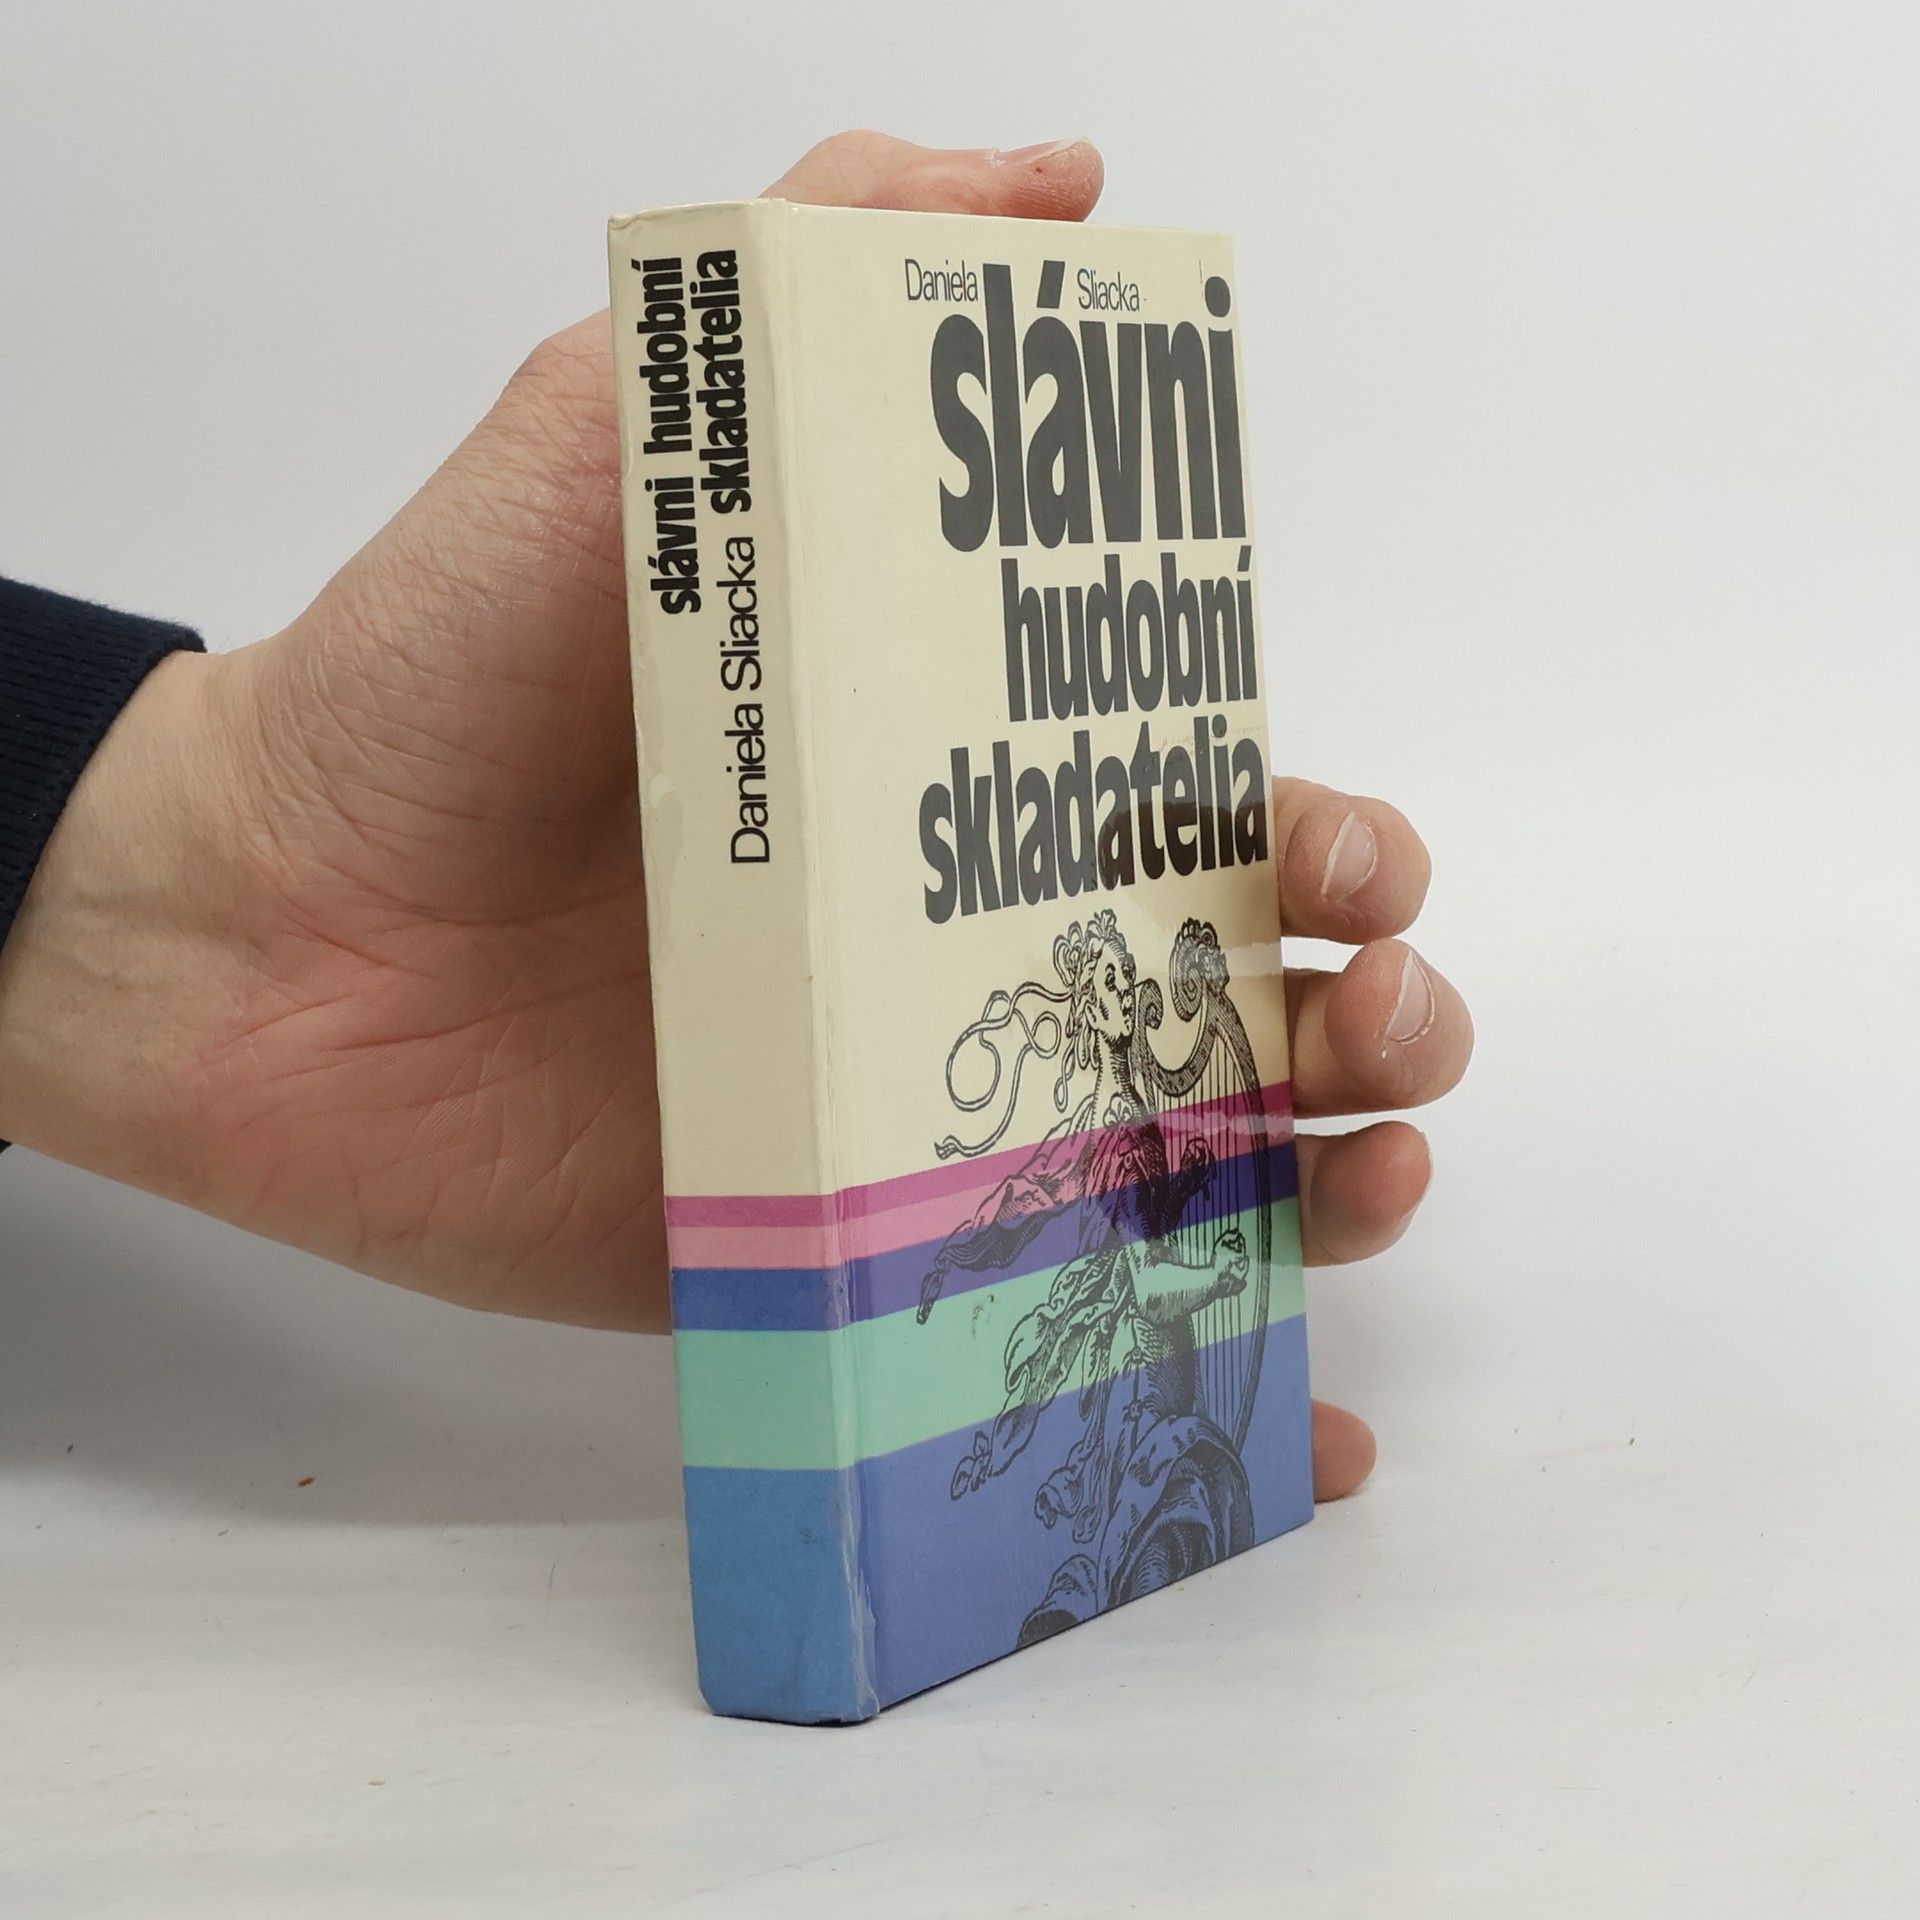 slávni hudobní
Daniela Sliacka skladatelia
Daniela Sliacka
slávni
hudobní
skladatelia